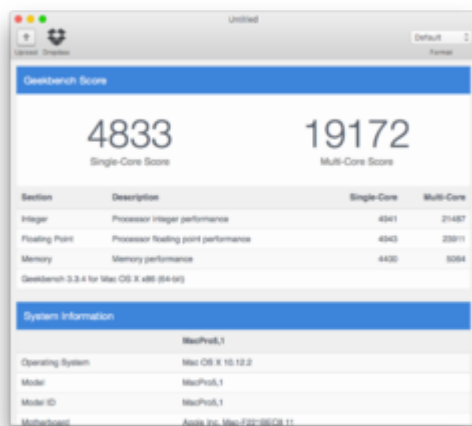 Untitled
Default
Upload Dropbox
Format
Geekbench Score
4833 19172
Single-Core Score Multi-Core Score
Section Description Single-Core Multi-Core
Integer Processor integer performance 4941 21487
Floating Point Processor floating point performance 4943
Memory Memory performance 4400 5064
Geekbench 3.3.4 for Mac OS X x86 (64-bit)
System Information
MacPro5,1
Operating System Mac OS X 10.12.2
Model MacPro5,1
Model ID MacPro5,1
Motherboard Apple Inc.